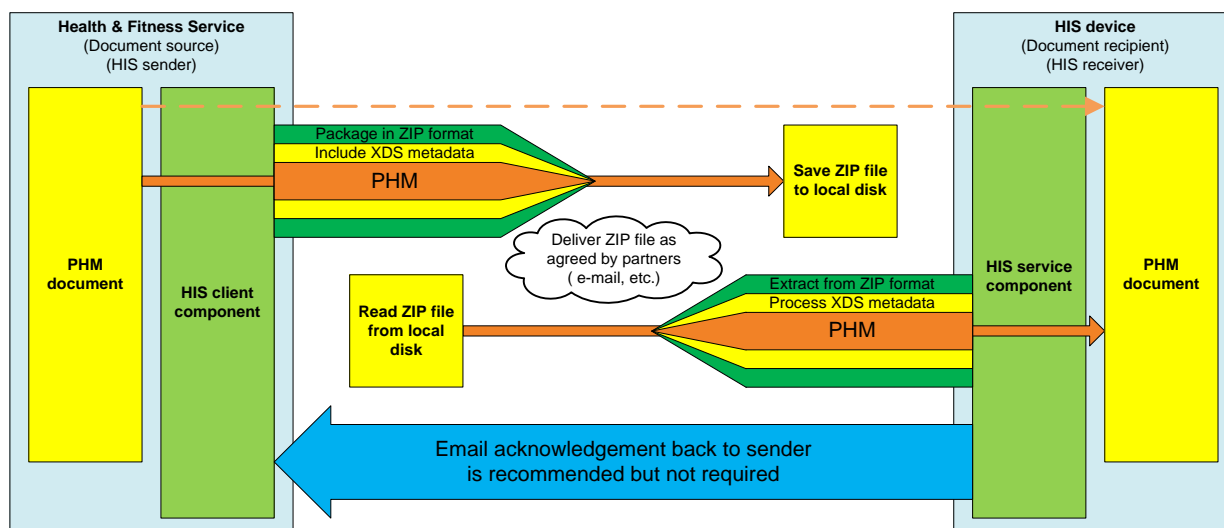 Health & Fitness Service
(Document source)
(HIS sender)
HIS device
(Document recipient)
(HIS receiver)
Package in ZIP format
Include XDS metadata
PHM
Save ZIP file
to local disk
PHM
document
HIS client
component
Deliver ZIP file as
agreed by partners
( e-mail, etc.)
Read ZIP file
from local
disk
Extract from ZIP format
Process XDS metadata
PHM
HIS service
component
PHM
document
Email acknowledgement back to sender
is recommended but not required